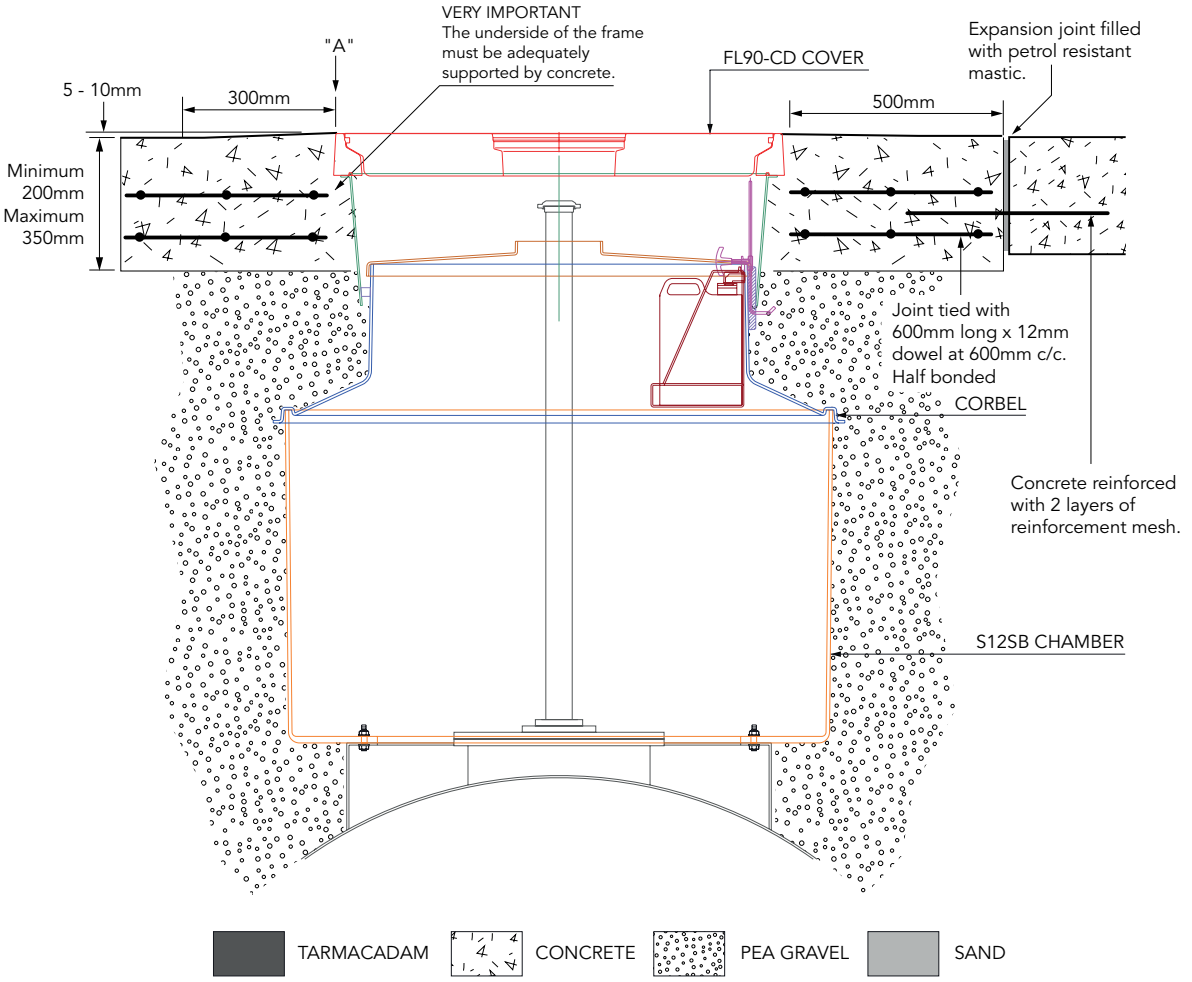 VERY IMPORTANT
The underside of the frame
must be adequately
supported by concrete.
"A"
FL90-CD COVER
Expansion joint filled
with petrol resistant
mastic.
5 - 10mm
300mm
500mm
Minimum
200mm
Maximum
350mm
Joint tied with
600mm long x 12mm
dowel at 600mm c/c.
Half bonded
CORBEL
Concrete reinforced
with 2 layers of
reinforcement mesh.
S12SB CHAMBER
TARMACADAM
CONCRETE
PEA GRAVEL
SAND